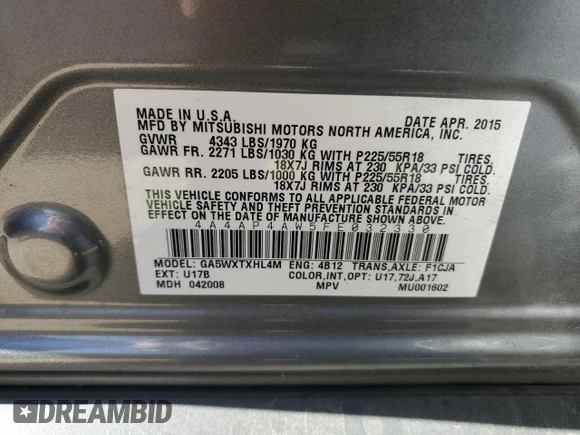 MADE IN U.S.A. DATE APR. 2015
MFD BY MITSUBISHI MOTORS NORTH AMERICA, INC.
GVWR 4343 LBS/1970 KG
GAWR FR. 2271 LBS/1030 KG WITH P225/55R18 TIRES,
18X7J RIMS AT 230 KPA/33 PSI COLD.
GAWR RR. 2205 LBS/1000 KG WITH P225/55R18 TIRES,
18X7J RIMS AT 230 KPA/33 PSI COLD.
THIS VEHICLE CONFORMS TO ALL APPLICABLE FEDERAL MOTOR
VEHICLE SAFETY AND THEFT PREVENTION STANDARDS IN
EFFECT ON THE DATE OF MANUFACTURE SHOWN ABOVE.
4A4AP4AW5FE032330
MODEL: GA5WXTXHL4M ENG: 4B12 TRANS,AXLE: F1CJA
EXT: U17B COLOR,INT,OPT: U17,72J,A17
MDH 042008 MPV MU001602
DREAMBID